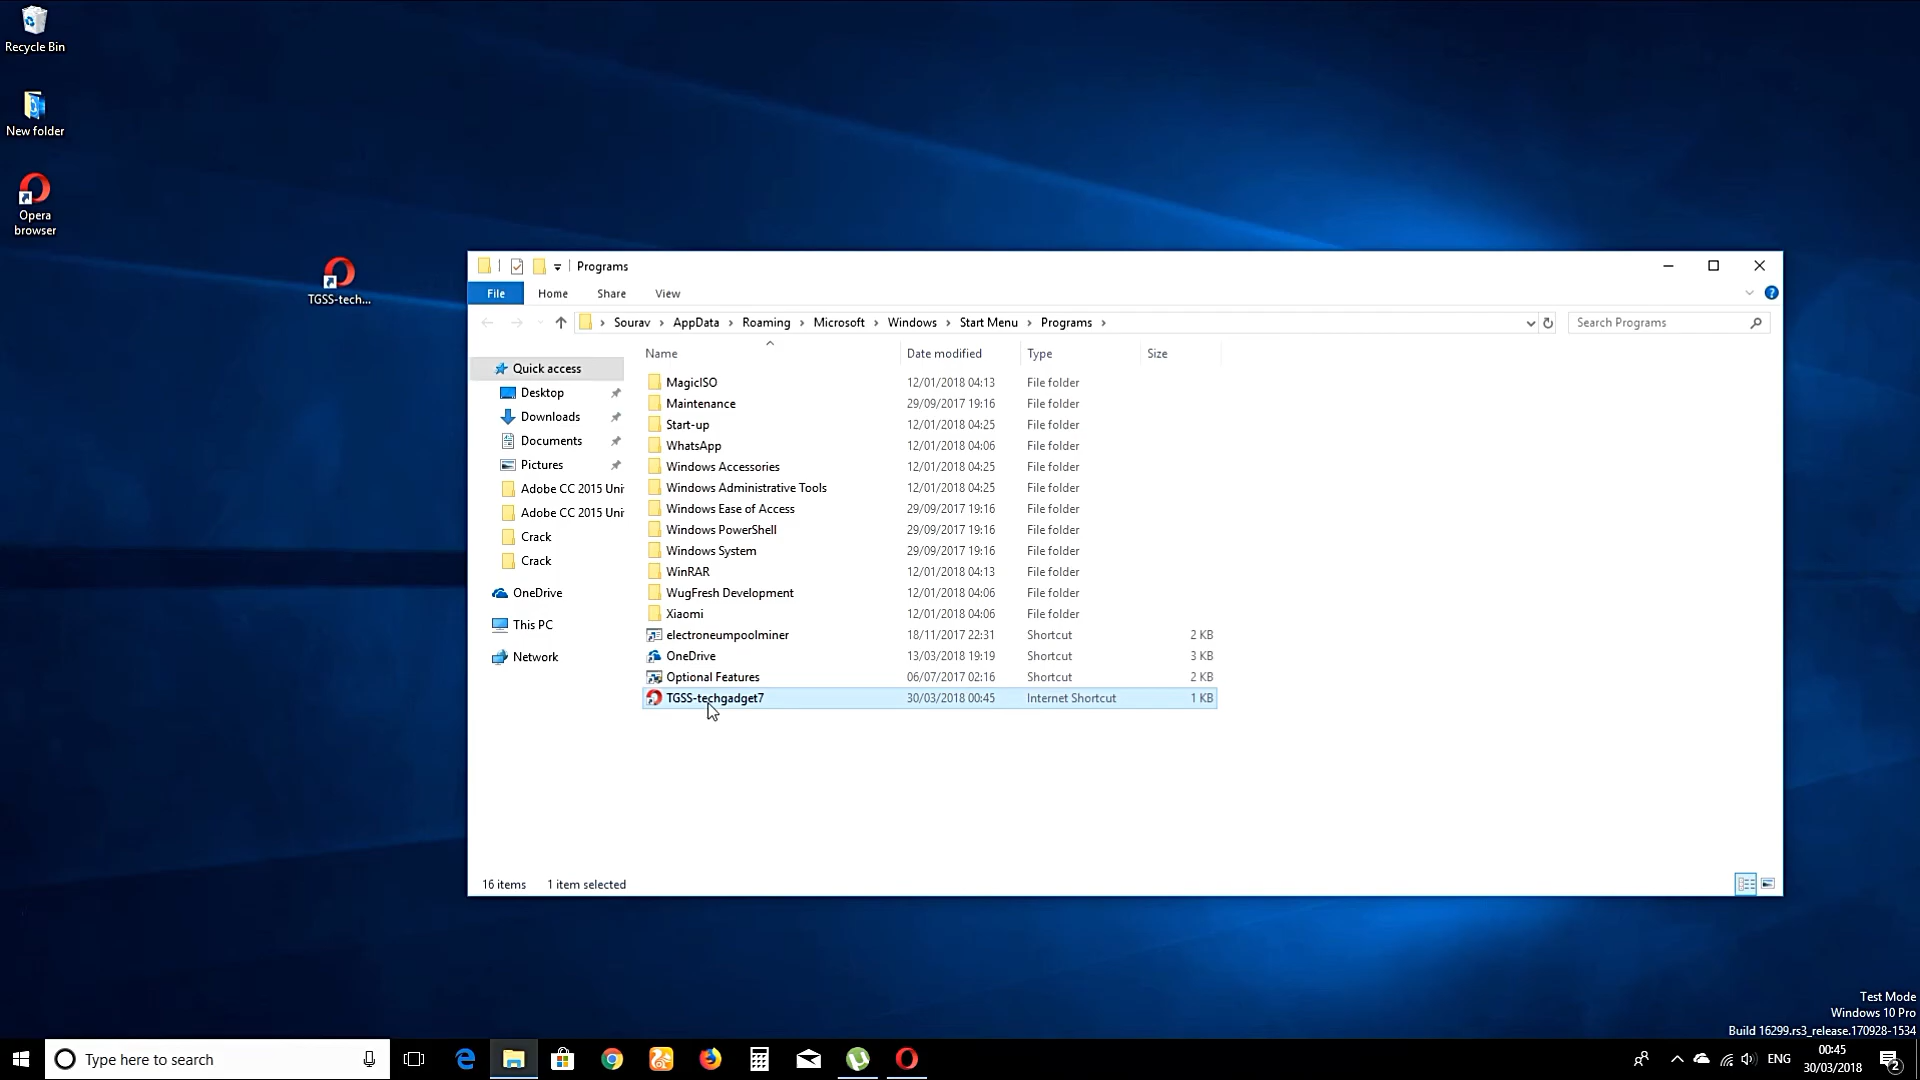 Recycle Bin
New folder
Opera
browser
TGSS-tech...
Programs
File Home Share View
Sourav AppData Roaming Microsoft Windows Start Menu Programs
Search Programs
Name Date modified Type Size
Quick access
Desktop
Downloads
Documents
Pictures
Adobe CC 2015 Uni
Adobe CC 2015 Uni
Crack
Crack
OneDrive
This PC
Network
MagicISO 12/01/2018 04:13 File folder
Maintenance 29/09/2017 19:16 File folder
Start-up 12/01/2018 04:25 File folder
WhatsApp 12/01/2018 04:06 File folder
Windows Accessories 12/01/2018 04:25 File folder
Windows Administrative Tools 12/01/2018 04:25 File folder
Windows Ease of Access 29/09/2017 19:16 File folder
Windows PowerShell 29/09/2017 19:16 File folder
Windows System 29/09/2017 19:16 File folder
WinRAR 12/01/2018 04:13 File folder
WugFresh Development 12/01/2018 04:06 File folder
Xiaomi 12/01/2018 04:06 File folder
electroneumpoolminer 18/11/2017 22:31 Shortcut 2 KB
OneDrive 13/03/2018 19:19 Shortcut 3 KB
Optional Features 06/07/2017 02:16 Shortcut 2 KB
TGSS-techgadget7 30/03/2018 00:45 Internet Shortcut 1 KB
16 items 1 item selected
Test Mode
Windows 10 Pro
Build 16299.rs3_release.170928-1534
Type here to search
ENG
00:45
30/03/2018
2